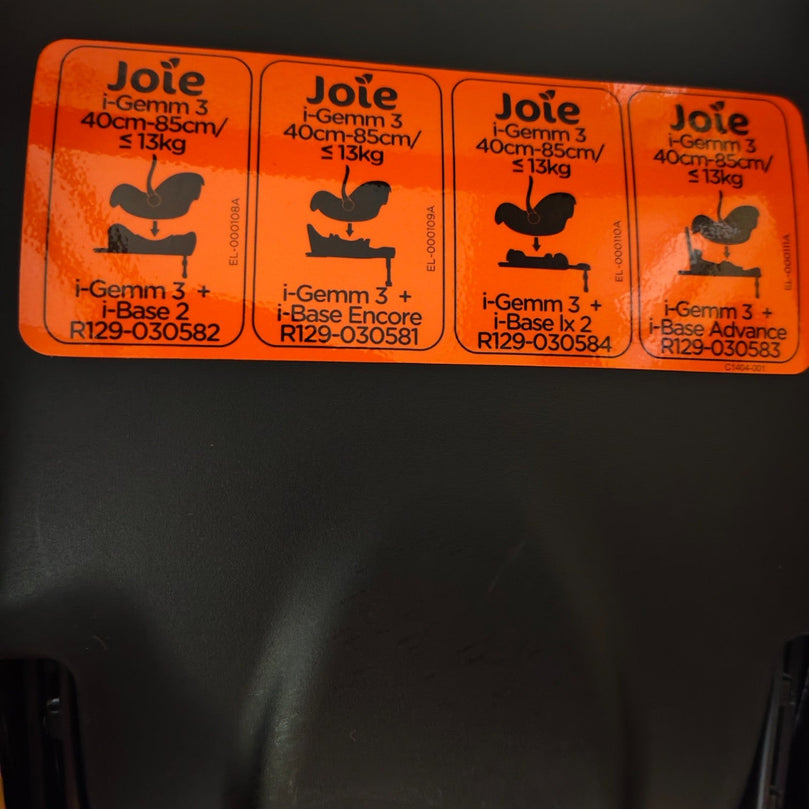 Joie
i-Gemm 3
40cm-85cm/
≤ 13kg
EL-000108A
i-Gemm 3 +
i-Base 2
R129-030582
Joie
i-Gemm 3
40cm-85cm/
≤ 13kg
EL-000109A
i-Gemm 3 +
i-Base Encore
R129-030581
Joie
i-Gemm 3
40cm-85cm/
≤ 13kg
EL-000110A
i-Gemm 3 +
i-Base lx 2
R129-030584
Joie
i-Gemm 3
40cm-85cm/
≤ 13kg
EL-000111A
i-Gemm 3 +
i-Base Advance
R129-030583
C1404-001